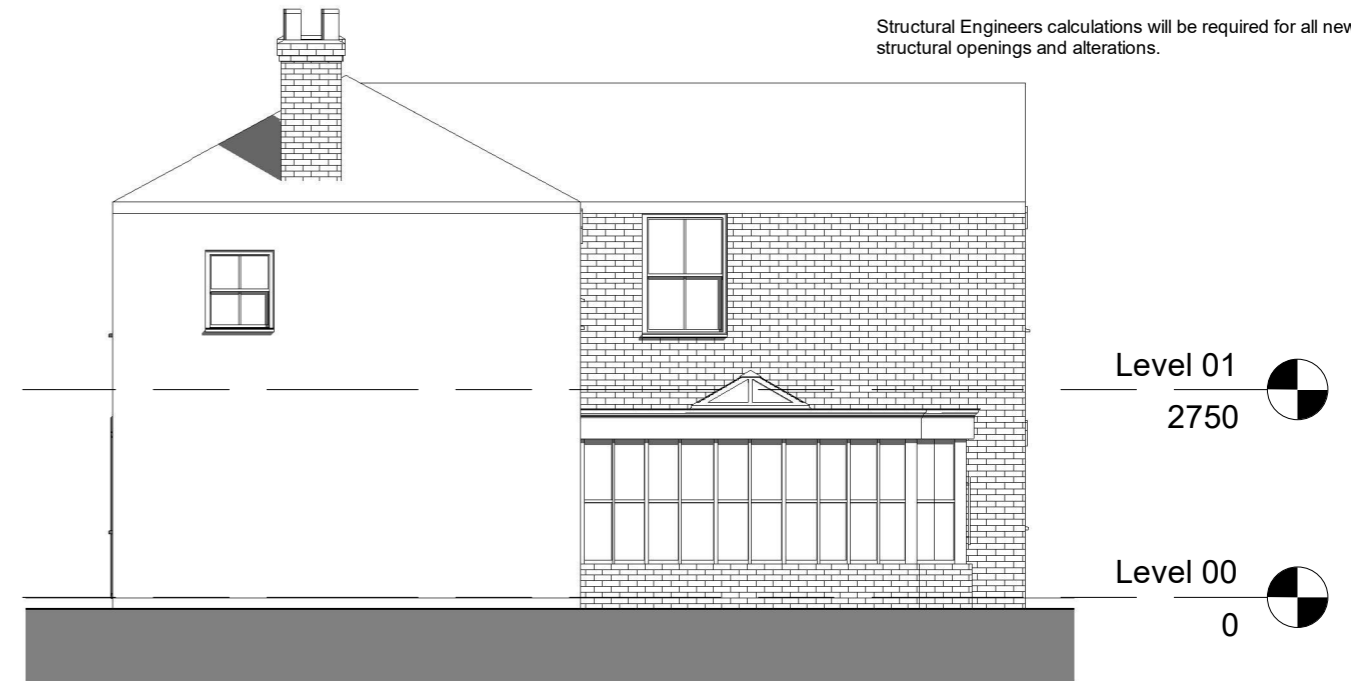 Structural Engineers calculations will be required for all new
structural openings and alterations.
Level 01
2750
Level 00
0